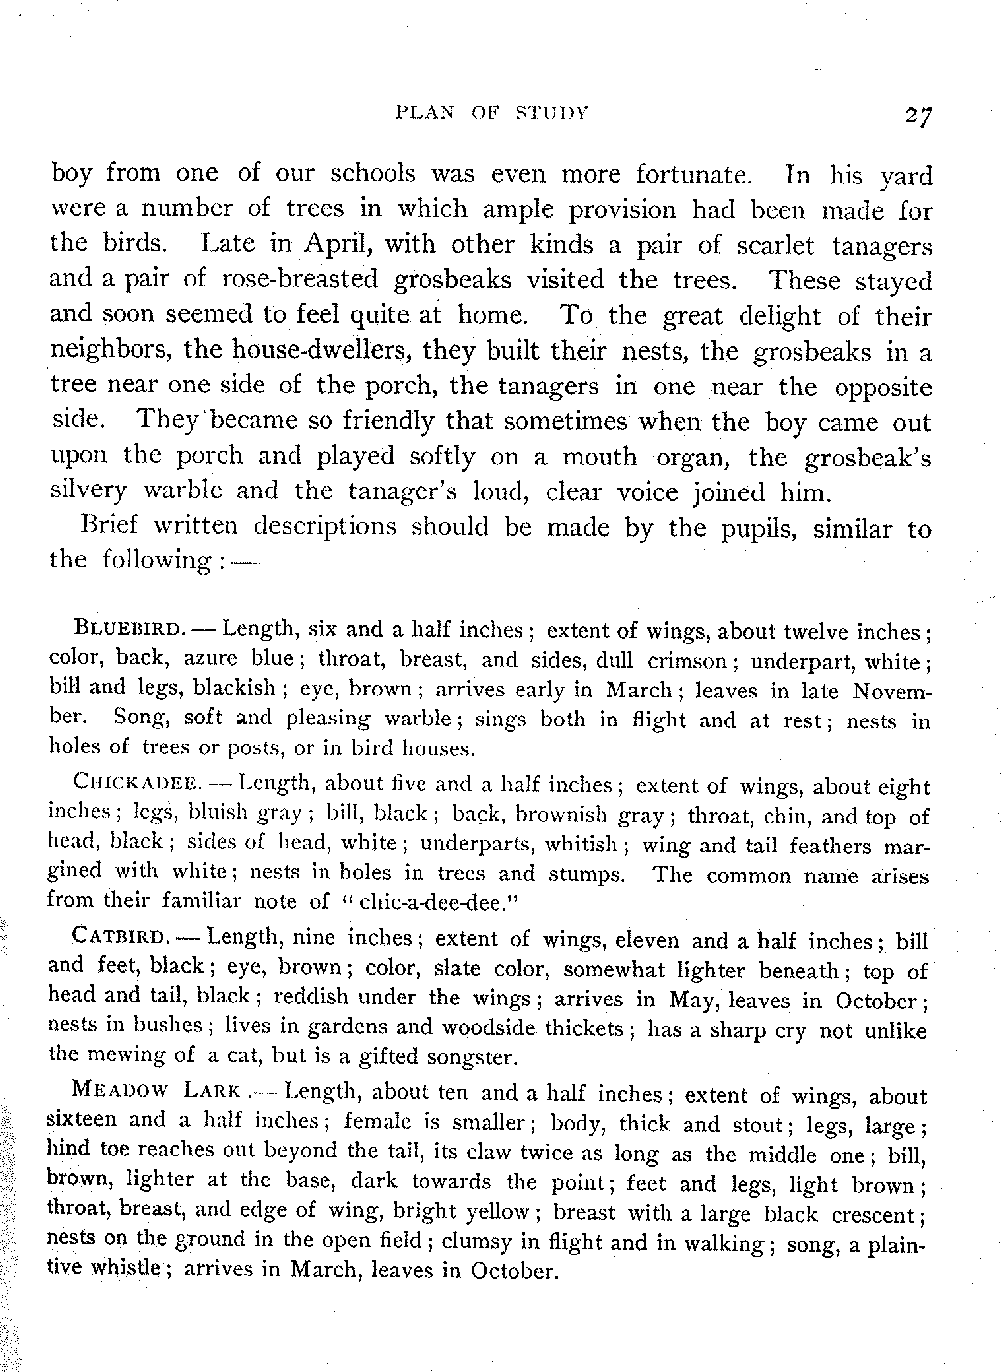 PLAN OF STUDY 27
boy from one of our schools was even more fortunate. In his yard
were a number of trees in which ample provision had been made for
the birds. Late in April, with other kinds a pair of scarlet tanagers
and a pair of rose-breasted grosbeaks visited the trees. These stayed
and soon seemed to feel quite at home. To the great delight of their
neighbors, the house-dwellers, they built their nests, the grosbeaks in a
tree near one side of the porch, the tanagers in one near the opposite
side. They became so friendly that sometimes when the boy came out
upon the porch and played softly on a mouth organ, the grosbeak's
silvery warble and the tanager's loud, clear voice joined him.
Brief written descriptions should be made by the pupils, similar to
the following:—
BLUEBIRD. — Length, six and a half inches; extent of wings, about twelve inches;
color, back, azure blue; throat, breast, and sides, dull crimson; underpart, white;
bill and legs, blackish; eye, brown; arrives early in March; leaves in late Novem-
ber. Song, soft and pleasing warble; sings both in flight and at rest; nests in
holes of trees or posts, or in bird houses.
CHICKADEE. — Length, about five and a half inches; extent of wings, about eight
inches; legs, bluish gray; bill, black; back, brownish gray; throat, chin, and top of
head, black; sides of head, white; underparts, whitish; wing and tail feathers mar-
gined with white; nests in holes in trees and stumps. The common name arises
from their familiar note of "chic-a-dee-dee."
CATBIRD. — Length, nine inches; extent of wings, eleven and a half inches; bill
and feet, black; eye, brown; color, slate color, somewhat lighter beneath; top of
head and tail, black; reddish under the wings; arrives in May, leaves in October;
nests in bushes; lives in gardens and woodside thickets; has a sharp cry not unlike
the mewing of a cat, but is a gifted songster.
MEADOW LARK.— Length, about ten and a half inches; extent of wings, about
sixteen and a half inches; female is smaller; body, thick and stout; legs, large;
hind toe reaches out beyond the tail, its claw twice as long as the middle one; bill,
brown, lighter at the base, dark towards the point; feet and legs, light brown;
throat, breast, and edge of wing, bright yellow; breast with a large black crescent;
nests on the ground in the open field; clumsy in flight and in walking; song, a plain-
tive whistle; arrives in March, leaves in October.